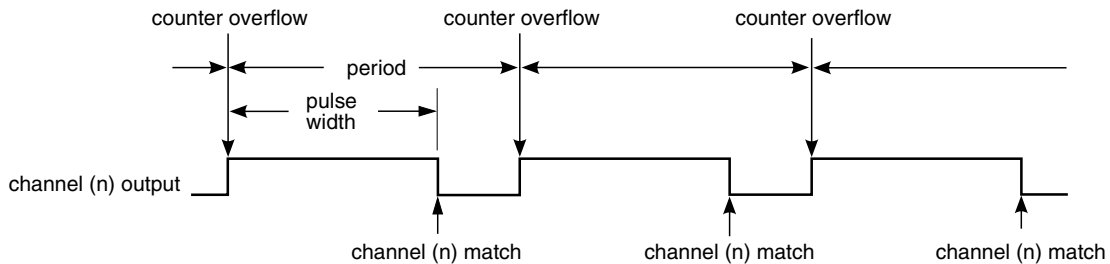 counter overflow
counter overflow
counter overflow
period
pulse
width
channel (n) output
channel (n) match
channel (n) match
channel (n) match